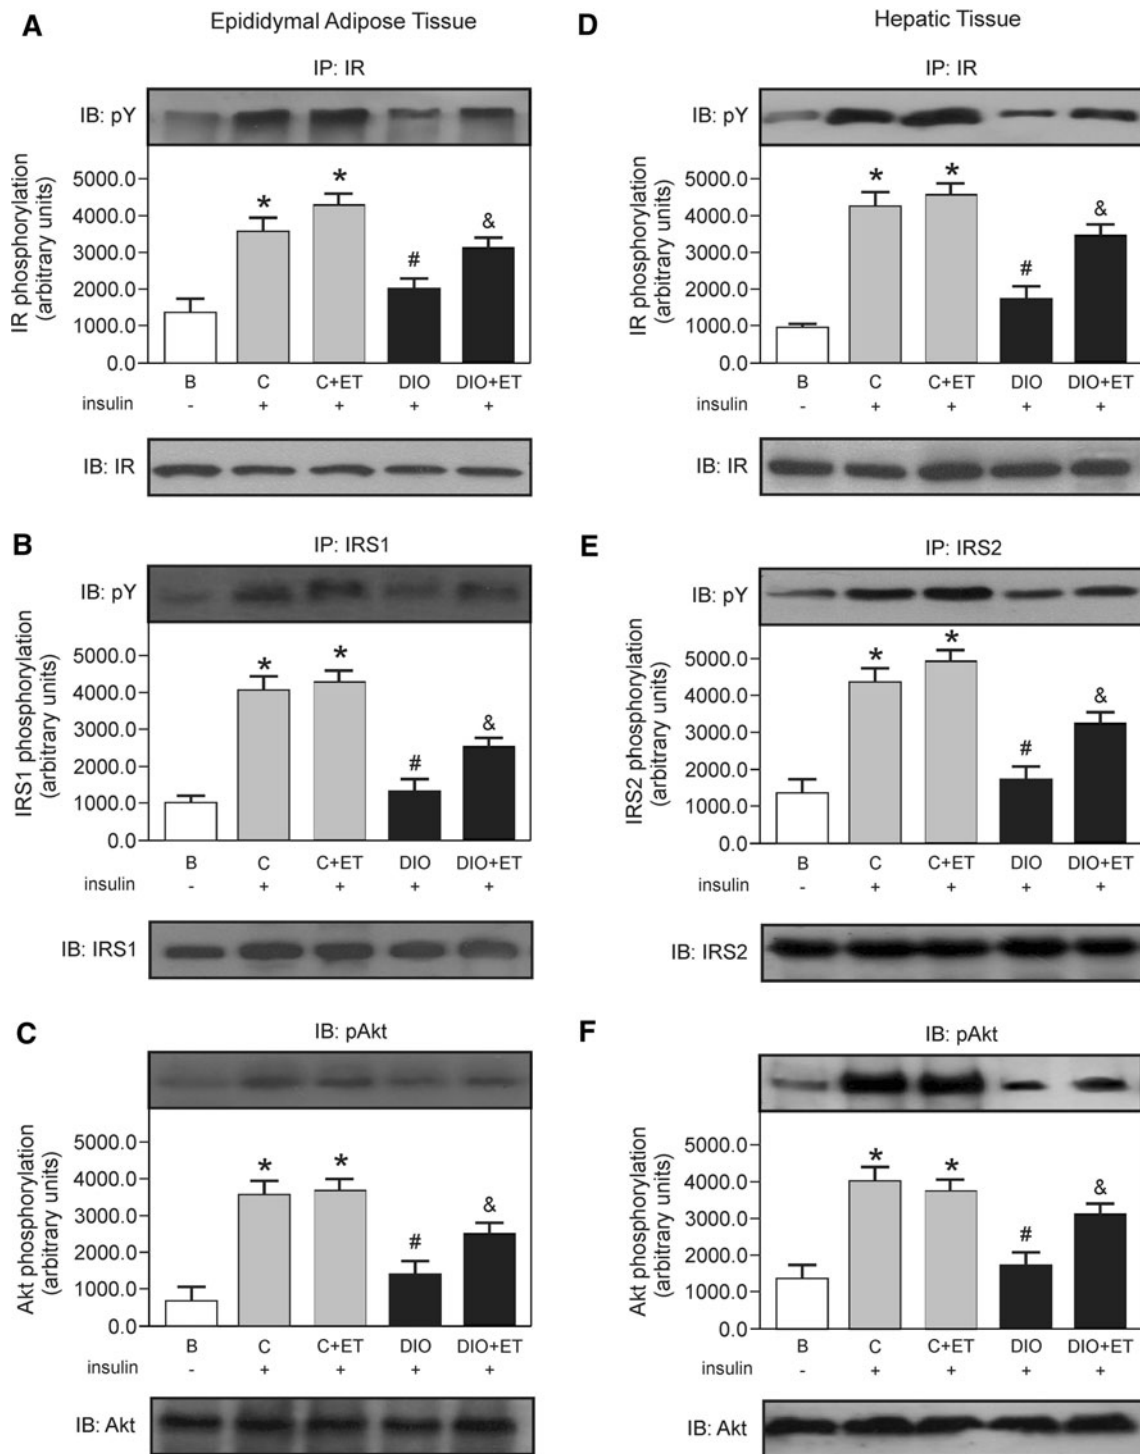 A Epididymal Adipose Tissue
IP: IR
IB: pY
IR phosphorylation
(arbitrary units)
5000.0
4000.0
3000.0
2000.0
1000.0
0.0
* * # &
B C C+ET DIO DIO+ET
insulin - + + + +
IB: IR
B IP: IRS1
IB: pY
IRS1 phosphorylation
(arbitrary units)
5000.0
4000.0
3000.0
2000.0
1000.0
0.0
* * # &
B C C+ET DIO DIO+ET
insulin - + + + +
IB: IRS1
C IB: pAkt
Akt phosphorylation
(arbitrary units)
5000.0
4000.0
3000.0
2000.0
1000.0
0.0
* * # &
B C C+ET DIO DIO+ET
insulin - + + + +
IB: Akt
D Hepatic Tissue
IP: IR
IB: pY
IR phosphorylation
(arbitrary units)
5000.0
4000.0
3000.0
2000.0
1000.0
0.0
* * # &
B C C+ET DIO DIO+ET
insulin - + + + +
IB: IR
E IP: IRS2
IB: pY
IRS2 phosphorylation
(arbitrary units)
5000.0
4000.0
3000.0
2000.0
1000.0
0.0
* * # &
B C C+ET DIO DIO+ET
insulin - + + + +
IB: IRS2
F IB: pAkt
Akt phosphorylation
(arbitrary units)
5000.0
4000.0
3000.0
2000.0
1000.0
0.0
* * # &
B C C+ET DIO DIO+ET
insulin - + + + +
IB: Akt